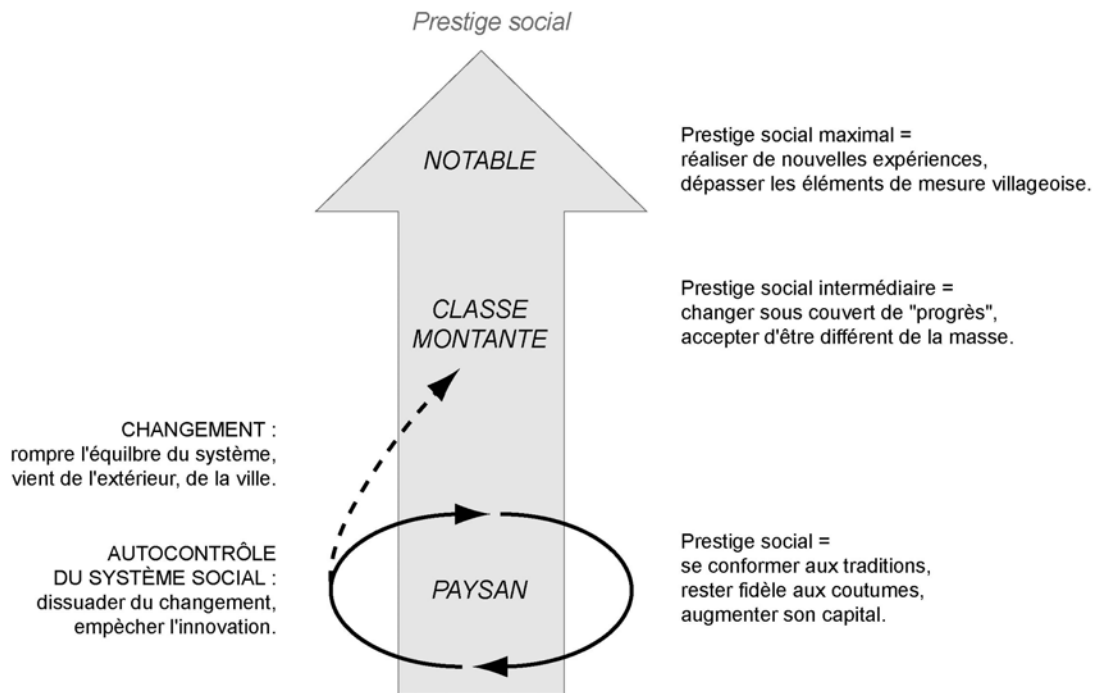 Prestige social
NOTABLE
Prestige social maximal =
réaliser de nouvelles expériences,
dépasser les éléments de mesure villageoise.
CLASSE
MONTANTE
Prestige social intermédiaire =
changer sous couvert de "progrès",
accepter d'être différent de la masse.
CHANGEMENT :
rompre l'équilbre du système,
vient de l'extérieur, de la ville.
AUTOCONTRÔLE
DU SYSTÈME SOCIAL :
dissuader du changement,
empècher l'innovation.
PAYSAN
Prestige social =
se conformer aux traditions,
rester fidèle aux coutumes,
augmenter son capital.